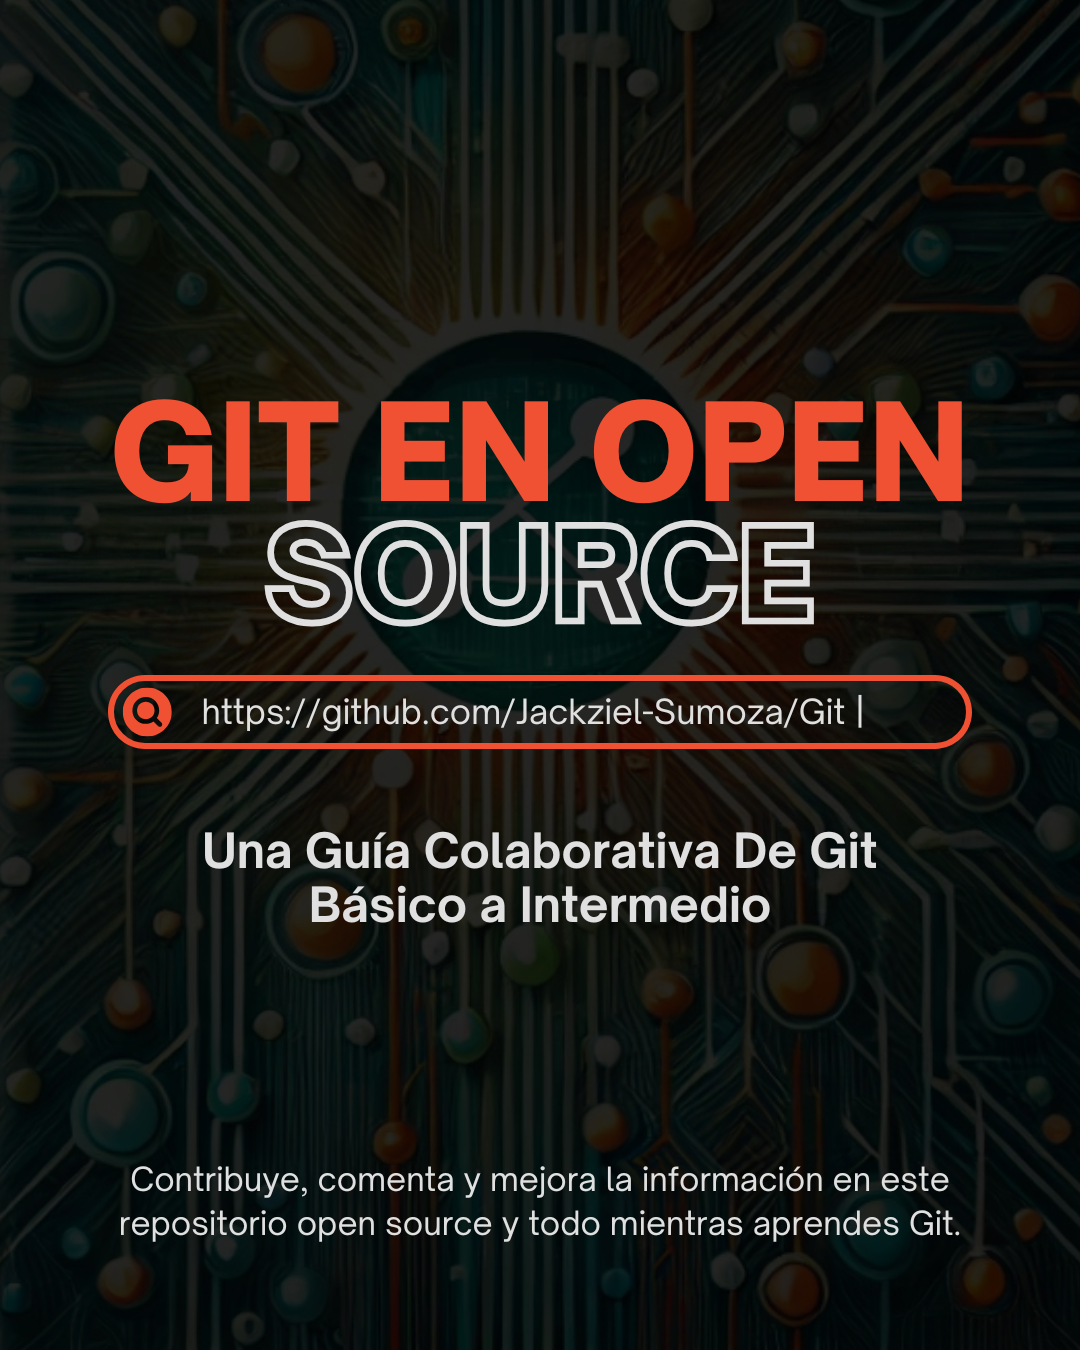 GIT EN OPEN
SOURCE
https://github.com/Jackziel-Sumoza/Git |
Una Guía Colaborativa De Git
Básico a Intermedio
Contribuye, comenta y mejora la información en este
repositorio open source y todo mientras aprendes Git.